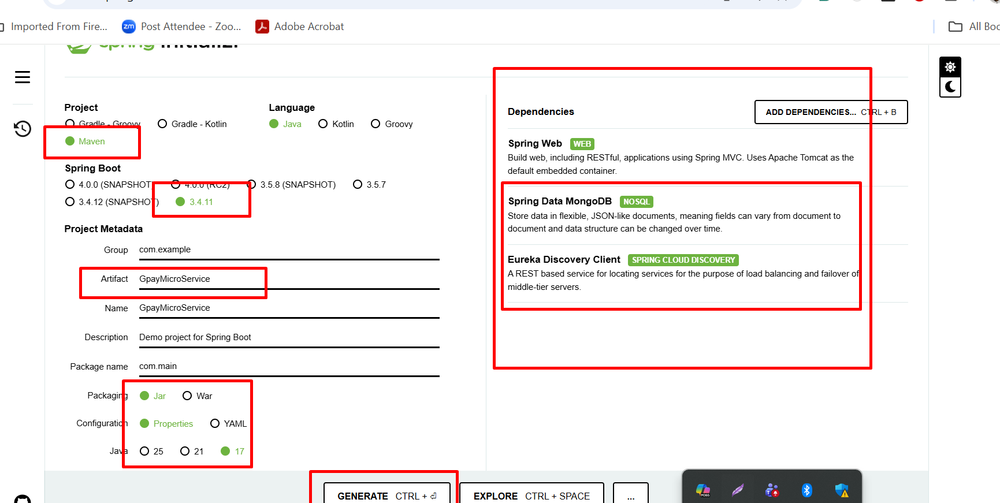 Imported From Fire...
zm
Post Attendee - Zoo...
Adobe Acrobat
All Boo
spring initializr
Project
Gradle - Groovy
Gradle - Kotlin
Maven
Language
Java
Kotlin
Groovy
Spring Boot
4.0.0 (SNAPSHOT)
4.0.0 (RC2)
3.5.8 (SNAPSHOT)
3.5.7
3.4.12 (SNAPSHOT)
3.4.11
Project Metadata
Group com.example
Artifact GpayMicroService
Name GpayMicroService
Description Demo project for Spring Boot
Package name com.main
Packaging Jar War
Configuration Properties YAML
Java 25 21 17
Dependencies
ADD DEPENDENCIES... CTRL + B
Spring Web WEB
Build web, including RESTful, applications using Spring MVC. Uses Apache Tomcat as the
default embedded container.
Spring Data MongoDB NOSQL
Store data in flexible, JSON-like documents, meaning fields can vary from document to
document and data structure can be changed over time.
Eureka Discovery Client SPRING CLOUD DISCOVERY
A REST based service for locating services for the purpose of load balancing and failover of
middle-tier servers.
GENERATE CTRL + ⏎
EXPLORE CTRL + SPACE
...
M365